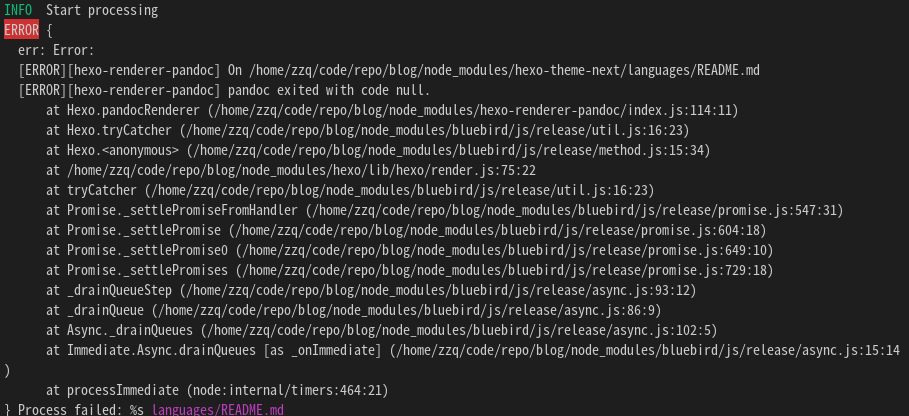 INFO  Start processing
ERROR {
  err: Error:
  [ERROR][hexo-renderer-pandoc] On /home/zzq/code/repo/blog/node_modules/hexo-theme-next/languages/README.md
  [ERROR][hexo-renderer-pandoc] pandoc exited with code null.
      at Hexo.pandocRenderer (/home/zzq/code/repo/blog/node_modules/hexo-renderer-pandoc/index.js:114:11)
      at Hexo.tryCatcher (/home/zzq/code/repo/blog/node_modules/bluebird/js/release/util.js:16:23)
      at Hexo.<anonymous> (/home/zzq/code/repo/blog/node_modules/bluebird/js/release/method.js:15:34)
      at /home/zzq/code/repo/blog/node_modules/hexo/lib/hexo/render.js:75:22
      at tryCatcher (/home/zzq/code/repo/blog/node_modules/bluebird/js/release/util.js:16:23)
      at Promise._settlePromiseFromHandler (/home/zzq/code/repo/blog/node_modules/bluebird/js/release/promise.js:547:31)
      at Promise._settlePromise (/home/zzq/code/repo/blog/node_modules/bluebird/js/release/promise.js:604:18)
      at Promise._settlePromise0 (/home/zzq/code/repo/blog/node_modules/bluebird/js/release/promise.js:649:10)
      at Promise._settlePromises (/home/zzq/code/repo/blog/node_modules/bluebird/js/release/promise.js:729:18)
      at _drainQueueStep (/home/zzq/code/repo/blog/node_modules/bluebird/js/release/async.js:93:12)
      at _drainQueue (/home/zzq/code/repo/blog/node_modules/bluebird/js/release/async.js:86:9)
      at Async._drainQueues (/home/zzq/code/repo/blog/node_modules/bluebird/js/release/async.js:102:5)
      at Immediate.Async.drainQueues [as _onImmediate] (/home/zzq/code/repo/blog/node_modules/bluebird/js/release/async.js:15:14
)
      at processImmediate (node:internal/timers:464:21)
} Process failed: %s languages/README.md